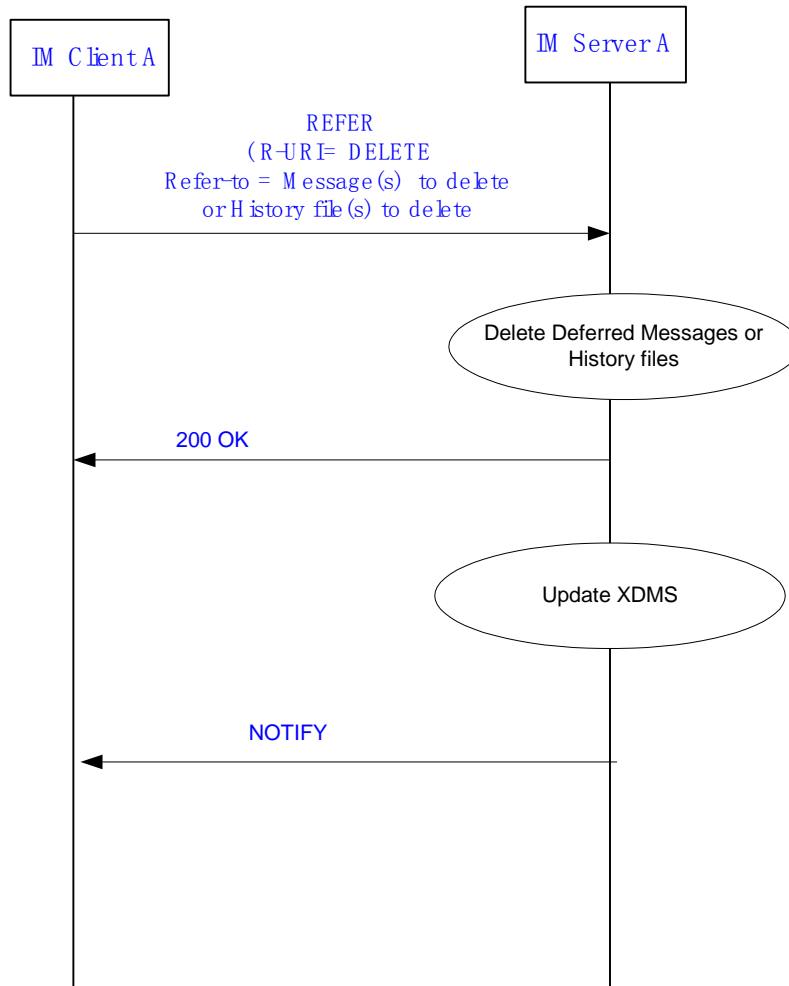 IM Client A
IM Server A
REFER
(R-URI= DELETE
Refer-to = Message(s) to delete
or History file(s) to delete
Delete Deferred Messages or
History files
200 OK
Update XDMS
NOTIFY